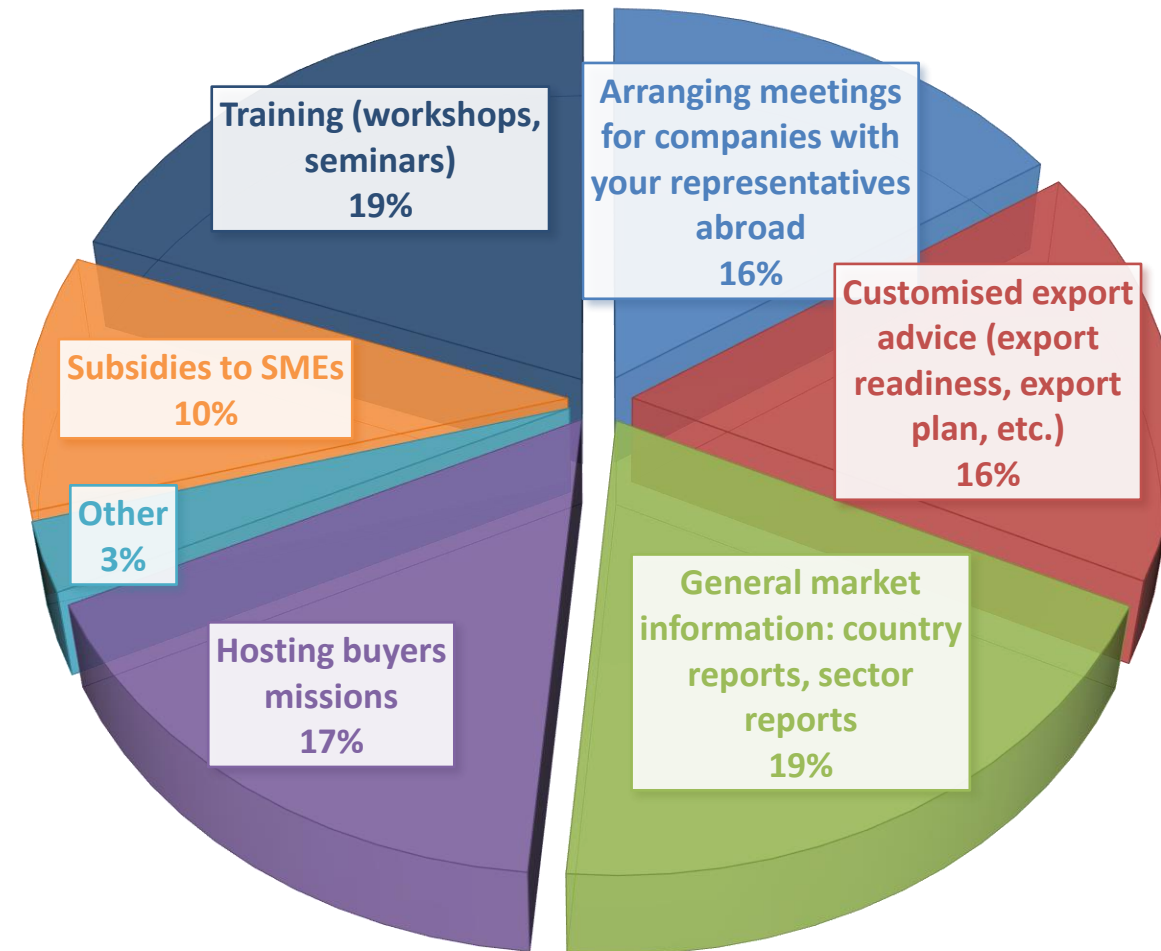 Training (workshops,
seminars)
19%
Arranging meetings
for companies with
your representatives
abroad
16%
Customised export
advice (export
readiness, export
plan, etc.)
16%
Subsidies to SMEs
10%
Other
3%
Hosting buyers
missions
17%
General market
information: country
reports, sector
reports
19%